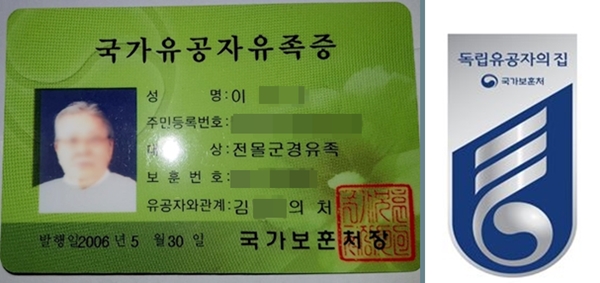 국가유공자유족증
성 명:이
주민등록번호:
대 상:전몰군경유족
보훈번호:
유공자와관계:김 의 처
발행일2006년5 월30 일
국가보훈처장
독립유공자의 집
국가보훈처